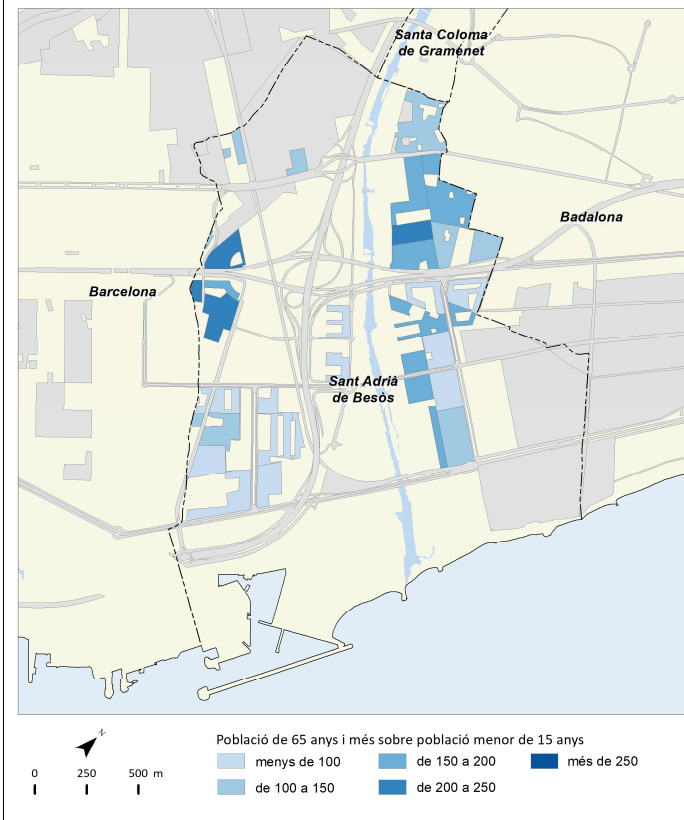 Santa Coloma
de Gramenet
Badalona
Barcelona
Sant Adrià
de Besòs
N
0 250 500 m
Població de 65 anys i més sobre població menor de 15 anys
menys de 100
de 150 a 200
més de 250
de 100 a 150
de 200 a 250